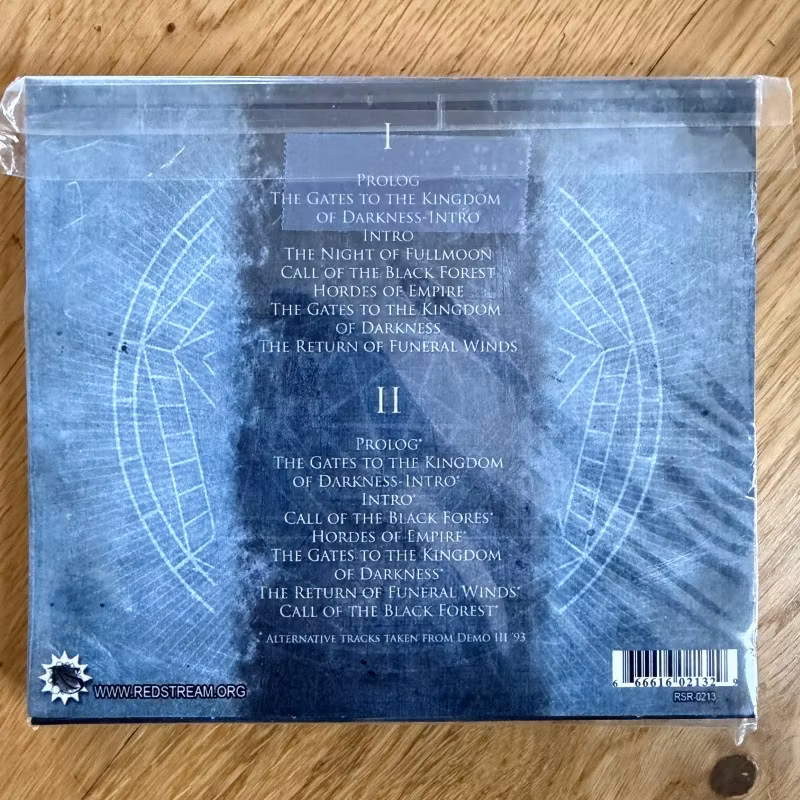 I
Prolog
The Gates to the Kingdom
of Darkness-Intro
Intro
The Night of Fullmoon
Call of the Black Forest
Hordes of Empire
The Gates to the Kingdom
of Darkness
The Return of Funeral Winds
II
Prolog*
The Gates to the Kingdom
of Darkness-Intro*
Intro*
Call of the Black Fores*
Hordes of Empire*
The Gates to the Kingdom
of Darkness*
The Return of Funeral Winds*
Call of the Black Forest*
* Alternative tracks taken from Demo III '93
WWW.REDSTREAM.ORG
6 66616 02132 9
RSR-0213